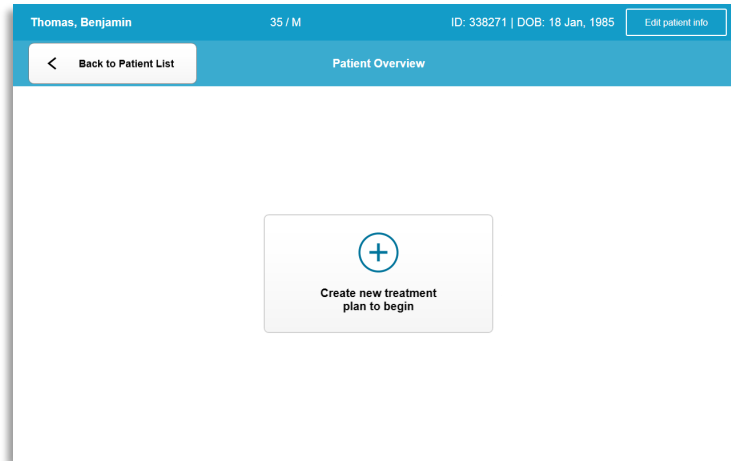 Thomas, Benjamin 35 / M ID: 338271 | DOB: 18 Jan, 1985 Edit patient info
Back to Patient List Patient Overview
Create new treatment
plan to begin